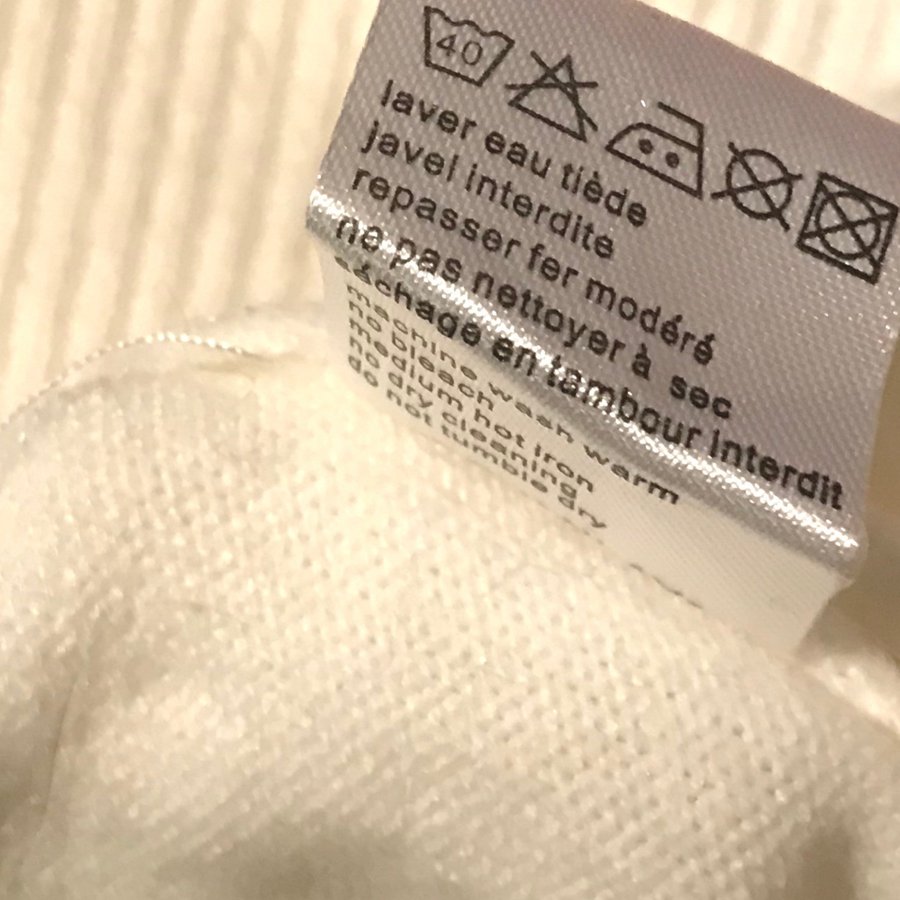 40
laver eau tiède
javel interdite
repasser fer modéré
ne pas nettoyer à sec
séchage en tambour interdit
machine wash warm
no bleach
medium hot iron
no dry cleaning
do not tumble dry